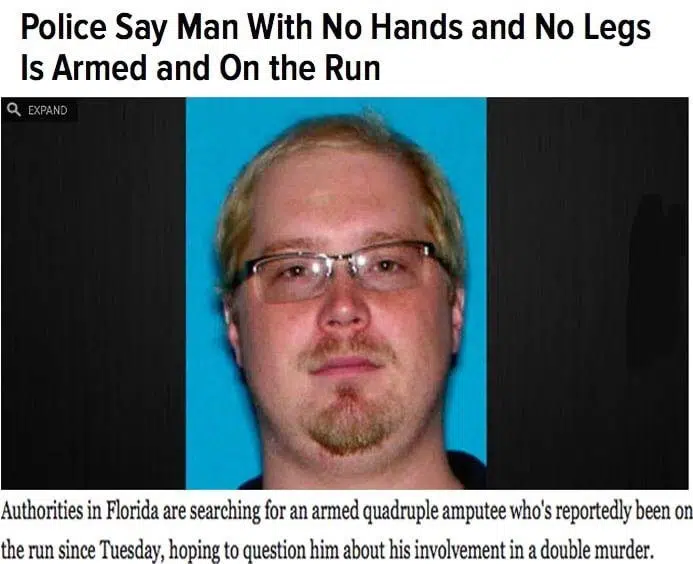 Police Say Man With No Hands and No Legs
Is Armed and On the Run
EXPAND
Authorities in Florida are searching for an armed quadruple amputee who's reportedly been on
the run since Tuesday, hoping to question him about his involvement in a double murder.